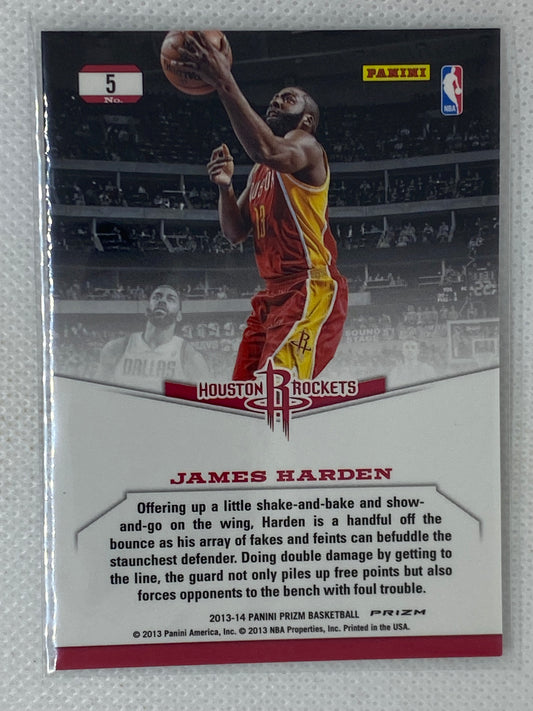 5
No.
PANINI
NBA
13
DALLAS
SOUND
STAGE
HOUSTON R ROCKETS
JAMES HARDEN
Offering up a little shake-and-bake and show-
and-go on the wing, Harden is a handful off the
bounce as his array of fakes and feints can befuddle the
staunchest defender. Doing double damage by getting to
the line, the guard not only piles up free points but also
forces opponents to the bench with foul trouble.
2013-14 PANINI PRIZM BASKETBALL PRIZM
© 2013 Panini America, Inc. © 2013 NBA Properties, Inc. Printed in the USA.